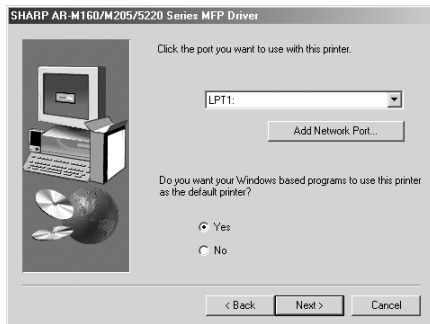 SHARP AR-M160/M205/5220 Series MFP Driver
Click the port you want to use with this printer.
LPT1:
Add Network Port...
Do you want your Windows based programs to use this printer
as the default printer?
Yes
No
< Back Next > Cancel